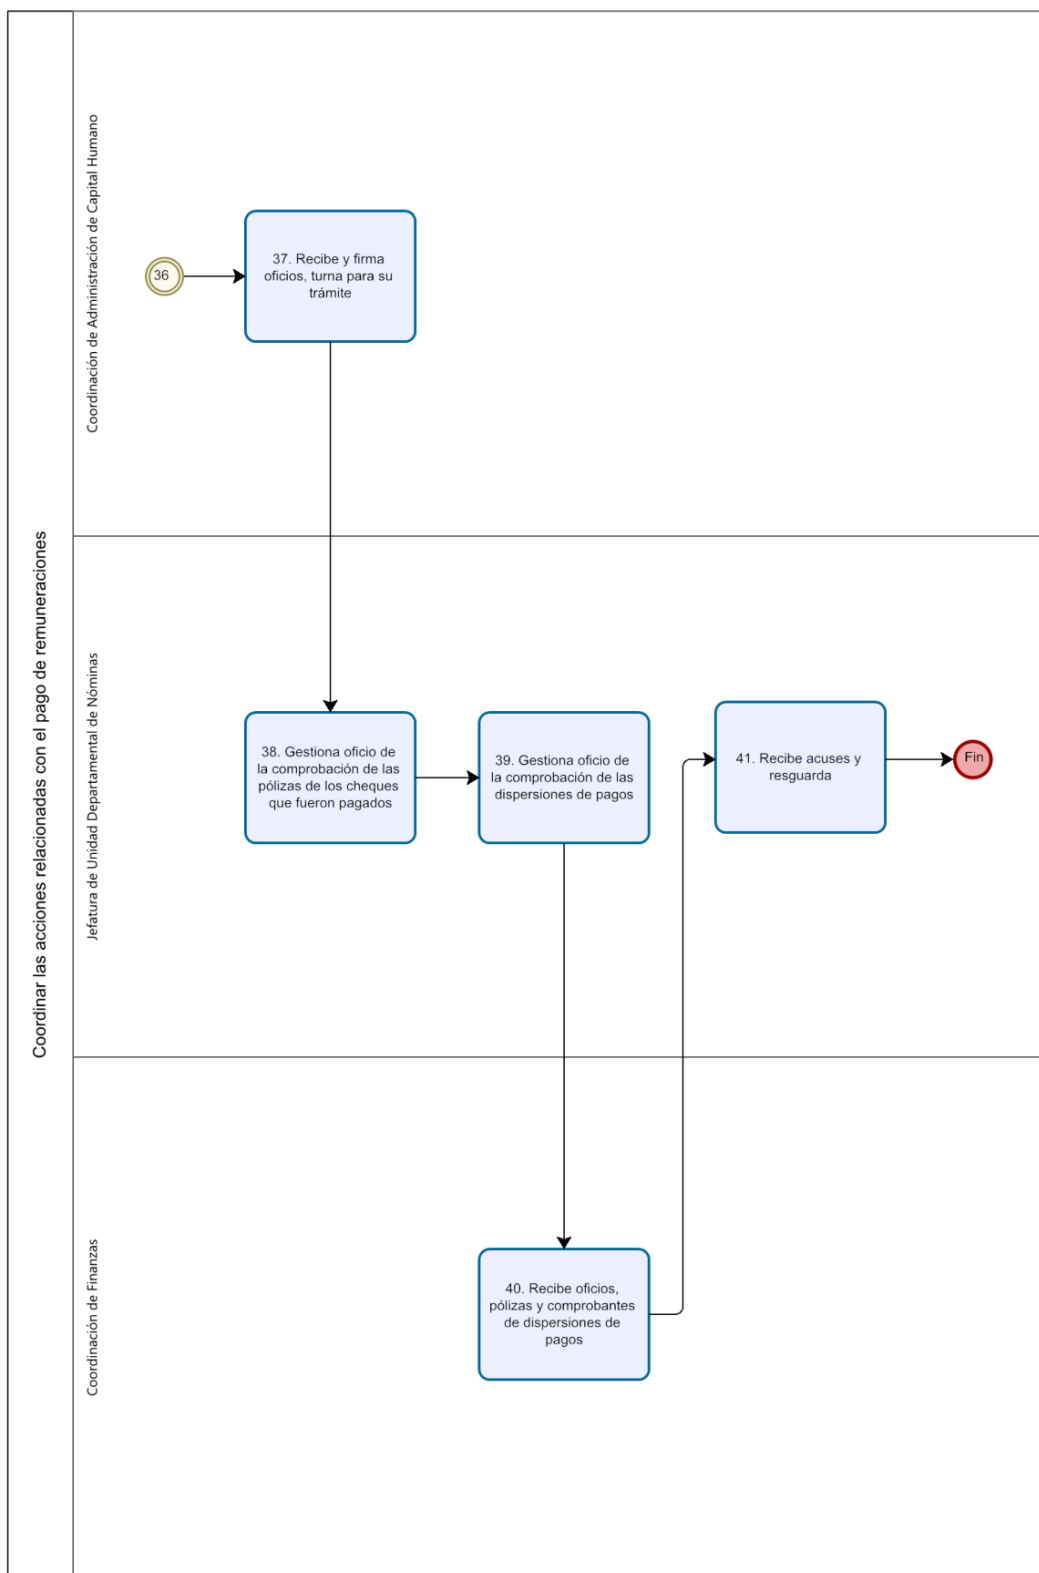 Coordinar las acciones relacionadas con el pago de remuneraciones
Coordinación de Administración de Capital Humano
36
37. Recibe y firma
oficios, turna para su
trámite
Jefatura de Unidad Departamental de Nóminas
38. Gestiona oficio de
la comprobación de las
pólizas de los cheques
que fueron pagados
39. Gestiona oficio de
la comprobación de las
dispersiones de pagos
41. Recibe acuses y
resguarda
Fin
Coordinación de Finanzas
40. Recibe oficios,
pólizas y comprobantes
de dispersiones de
pagos